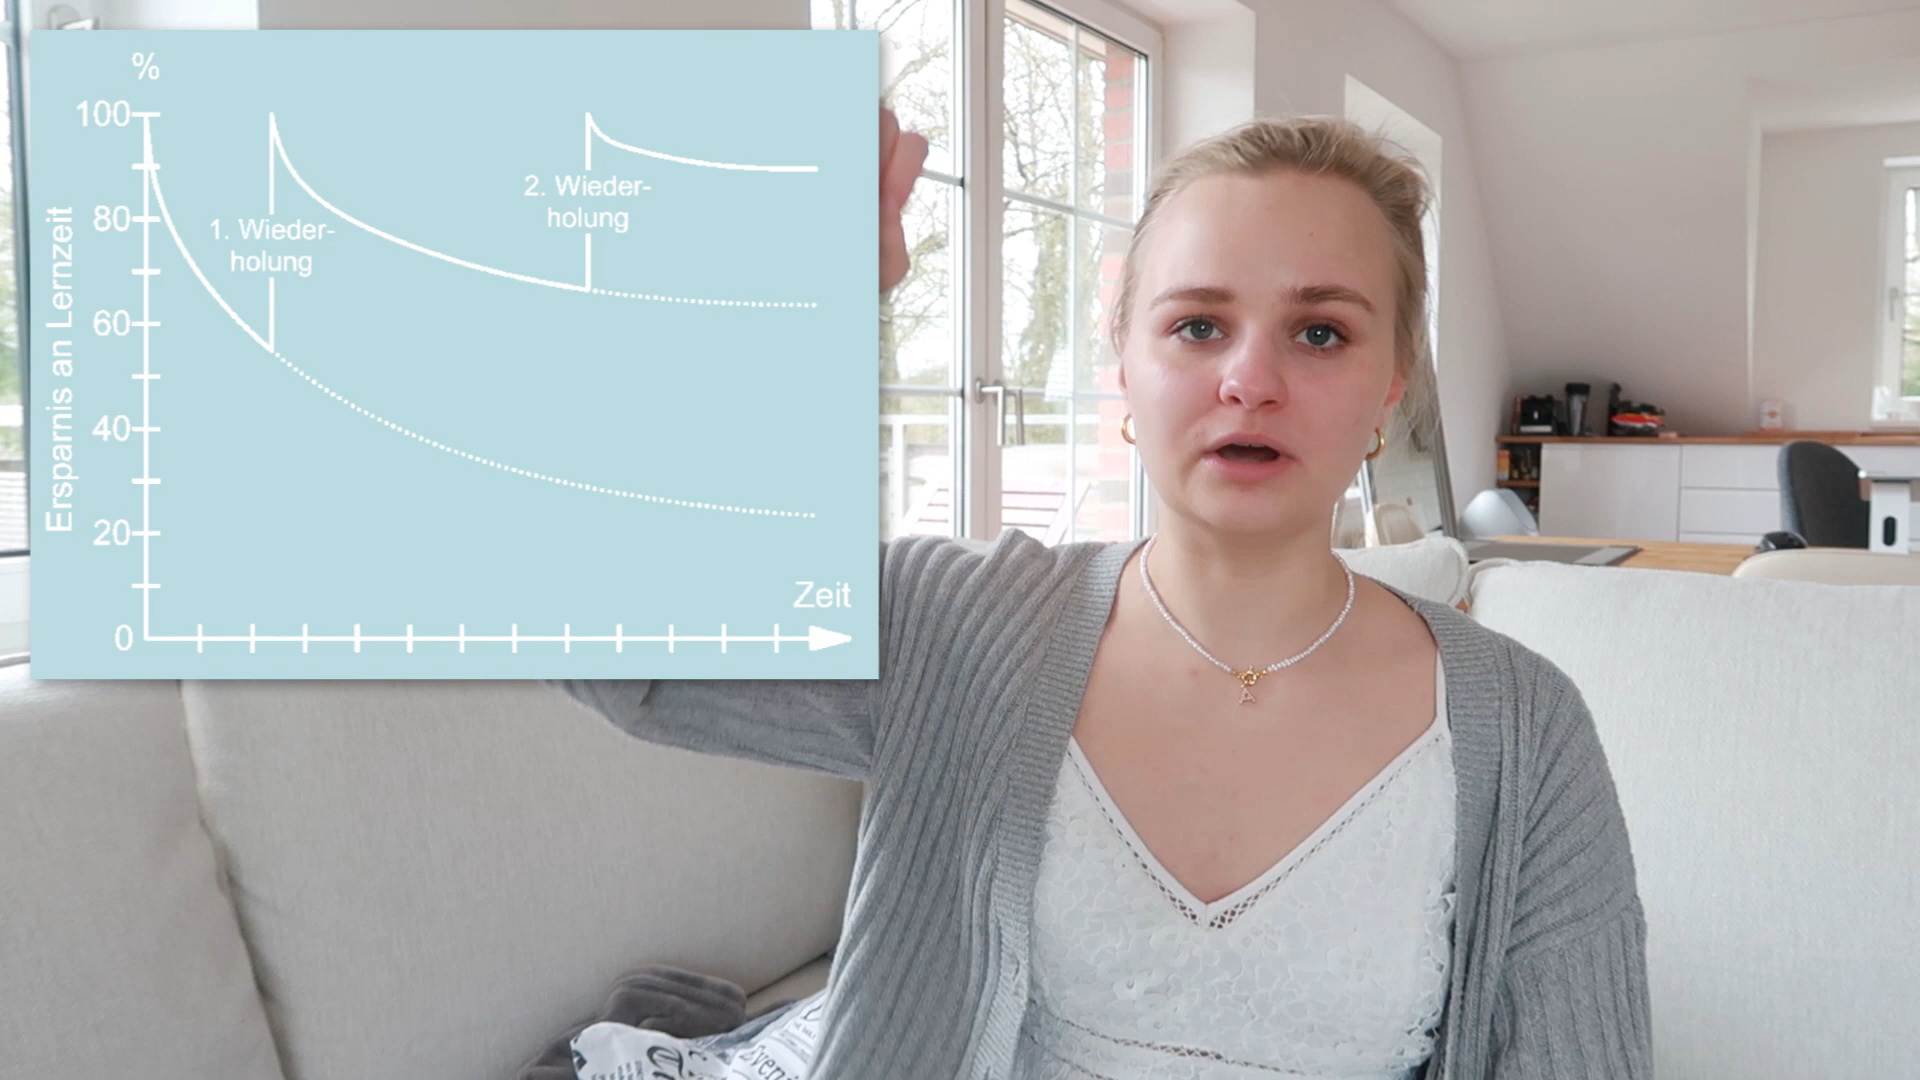 %
100
80
60
40
20
0
Ersparnis an Lernzeit
1. Wieder-
holung
2. Wieder-
holung
Zeit
A